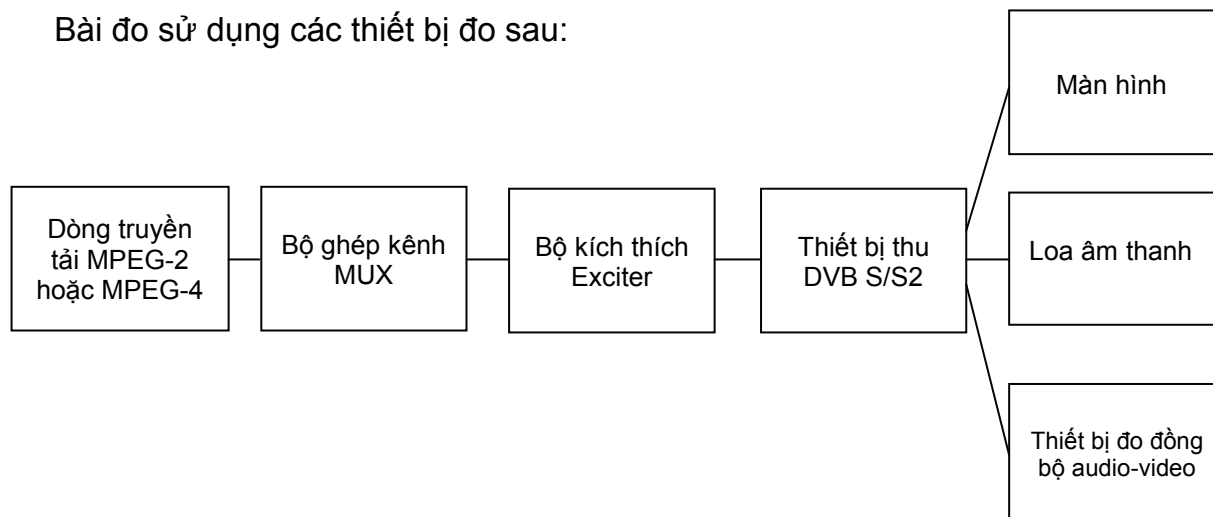 Bài đo sử dụng các thiết bị đo sau:
Màn hình
Dòng truyền
tải MPEG-2
hoặc MPEG-4
Bộ ghép kênh
MUX
Bộ kích thích
Exciter
Thiết bị thu
DVB S/S2
Loa âm thanh
Thiết bị đo đồng
bộ audio-video